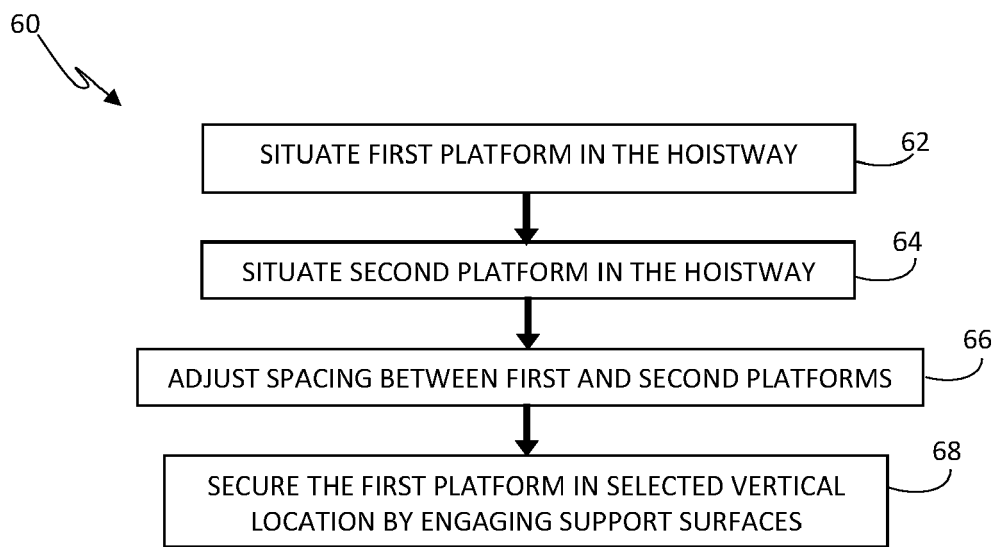 60
SITUATE FIRST PLATFORM IN THE HOISTWAY
62
SITUATE SECOND PLATFORM IN THE HOISTWAY
64
ADJUST SPACING BETWEEN FIRST AND SECOND PLATFORMS
66
SECURE THE FIRST PLATFORM IN SELECTED VERTICAL
LOCATION BY ENGAGING SUPPORT SURFACES
68